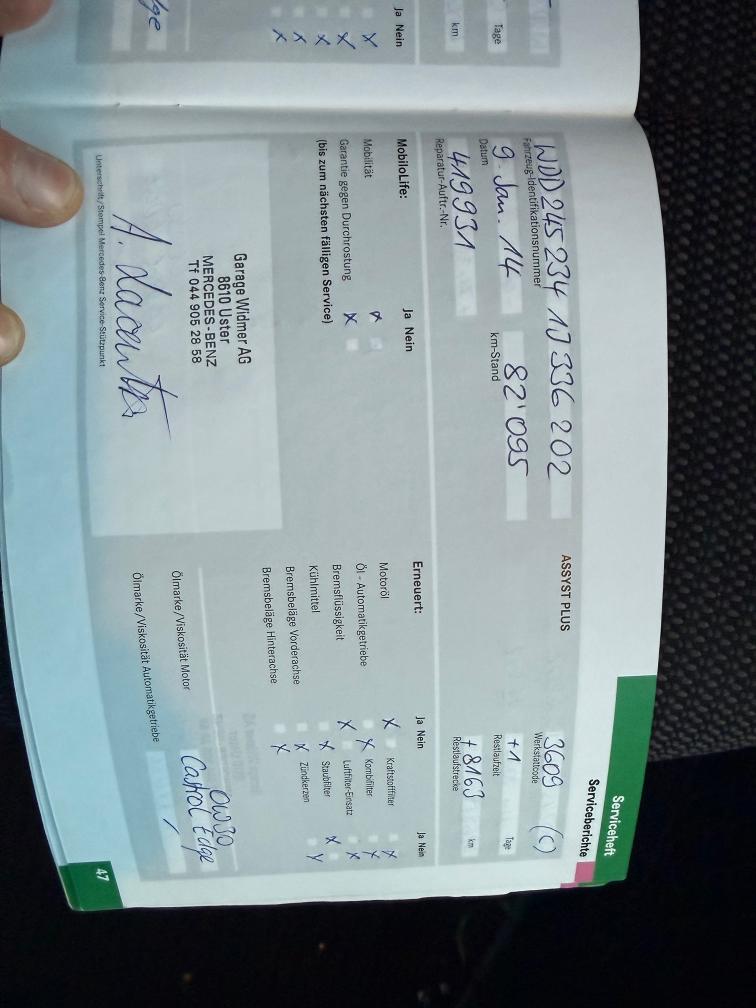 Serviceheft
Serviceberichte
WDD 245 234 1J 336 202
Fahrzeug-Identifikationsnummer
9. Jan. 14
Datum
82'095
km-Stand
419931
Reparatur-Auftr.-Nr.
ASSYST PLUS
3609 (C)
Werkstattcode
+1
Tage
Restlaufzeit
+8163
km
Restlaufstrecke
MobiloLife:
Ja Nein
Mobilität x
Garantie gegen Durchrostung x
(bis zum nächsten fälligen Service)
Garage Widmer AG
8610 Uster
MERCEDES-BENZ
Tf 044 905 28 58
Unterschrift/Stempel Mercedes-Benz Service-Stützpunkt
Erneuert:
Ja Nein
Motoröl x
Öl - Automatikgetriebe x
Bremsflüssigkeit x
Kühlmittel x
Bremsbeläge Vorderachse x
Bremsbeläge Hinterachse x
Ja Nein
Kraftstofffilter x
Kombifilter x
Luftfilter-Einsatz x
Staubfilter x
Zündkerzen x
0W30
Castrol Edge
Ölmarke/Viskosität Motor
Ölmarke/Viskosität Automatikgetriebe
47
Tage
km
Ja Nein
x
x
x
x
x